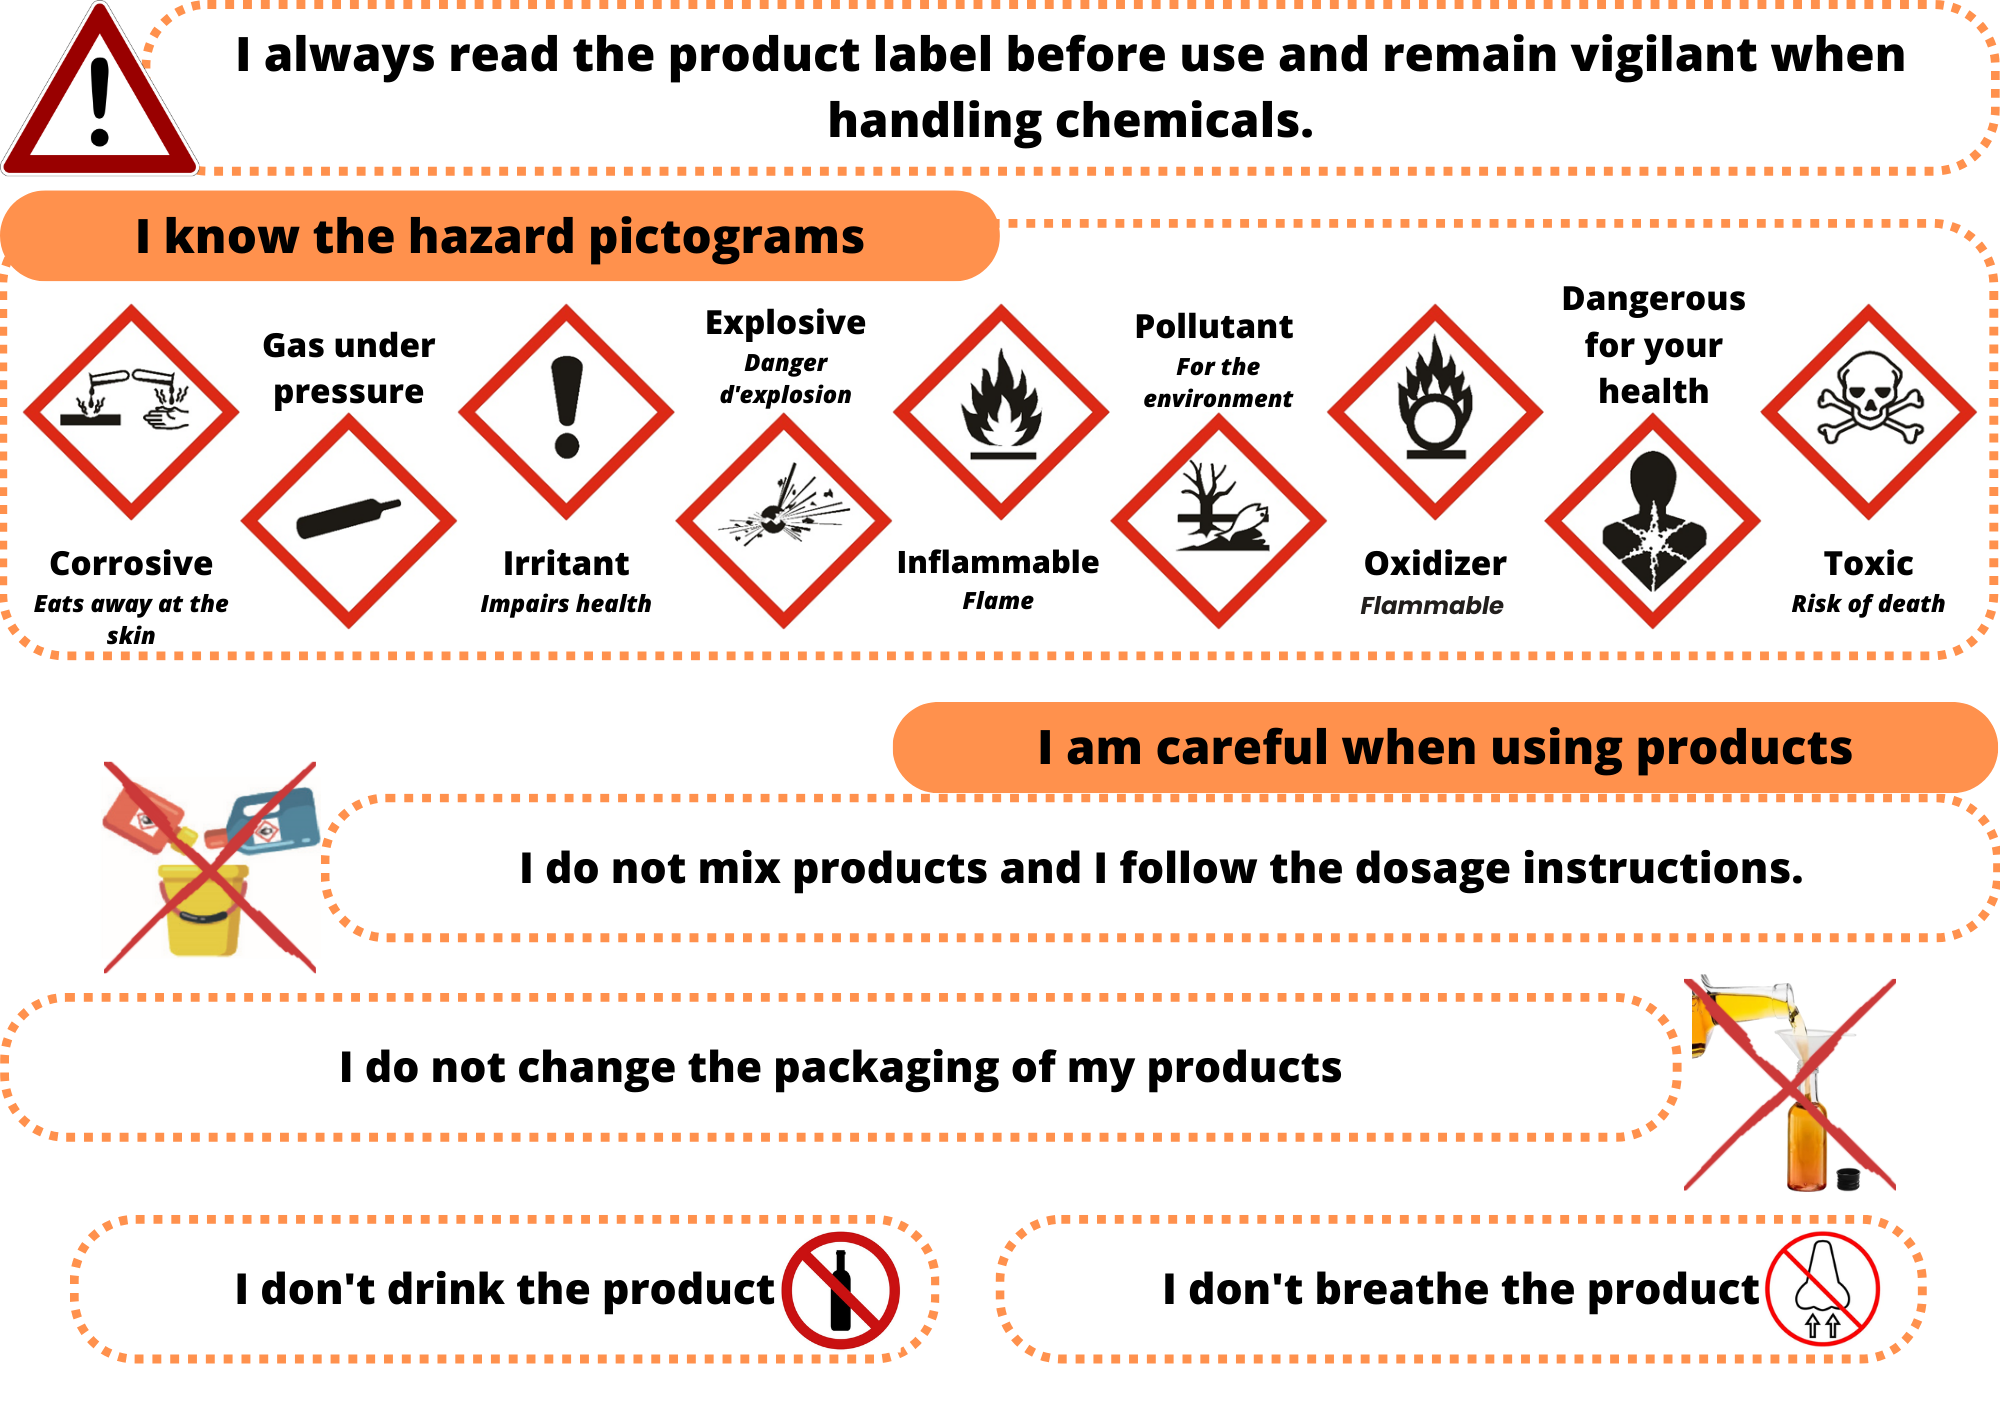 I always read the product label before use and remain vigilant when
handling chemicals.
I know the hazard pictograms
Corrosive
Eats away at the
skin
Gas under
pressure
Irritant
Impairs health
Explosive
Danger
d'explosion
Inflammable
Flame
Pollutant
For the
environment
Oxidizer
Flammable
Dangerous
for your
health
Toxic
Risk of death
I am careful when using products
I do not mix products and I follow the dosage instructions.
I do not change the packaging of my products
I don't drink the product
I don't breathe the product